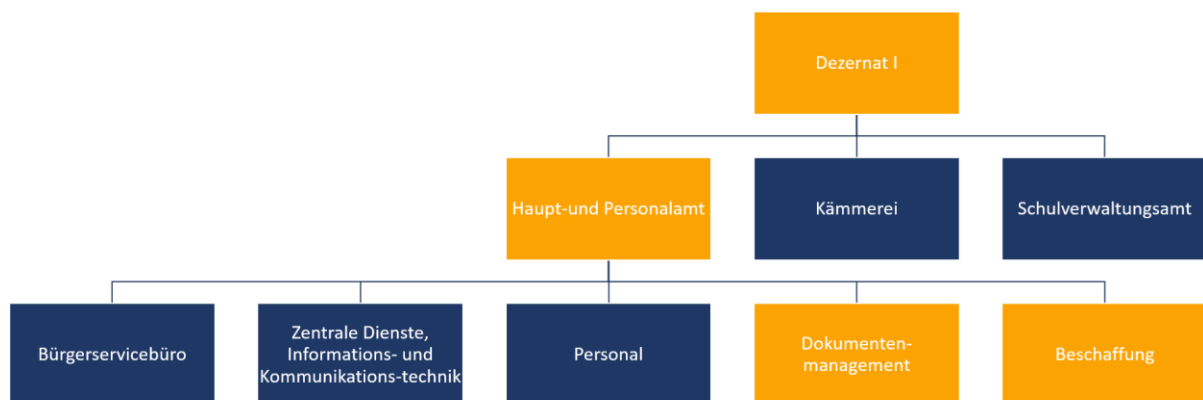 Dezernat I
Haupt-und Personalamt
Kämmerei
Schulverwaltungsamt
Bürgerservicebüro
Zentrale Dienste,
Informations- und
Kommunikations-technik
Personal
Dokumenten-
management
Beschaffung